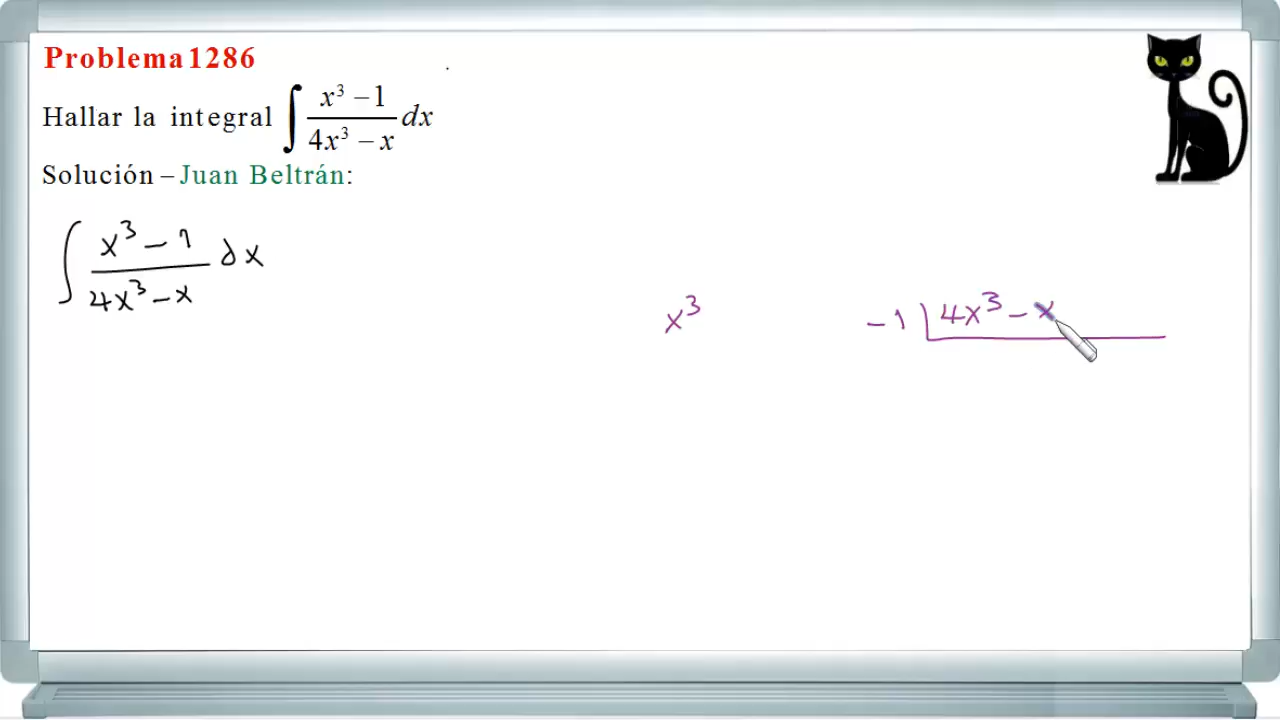 Problema 1286
Hallar la integral ∫ (x³ − 1)/(4x³ − x) dx
Solución – Juan Beltrán:
∫ (x³ − 1)/(4x³ − x) dx
x³ − 1 | 4x³ − x